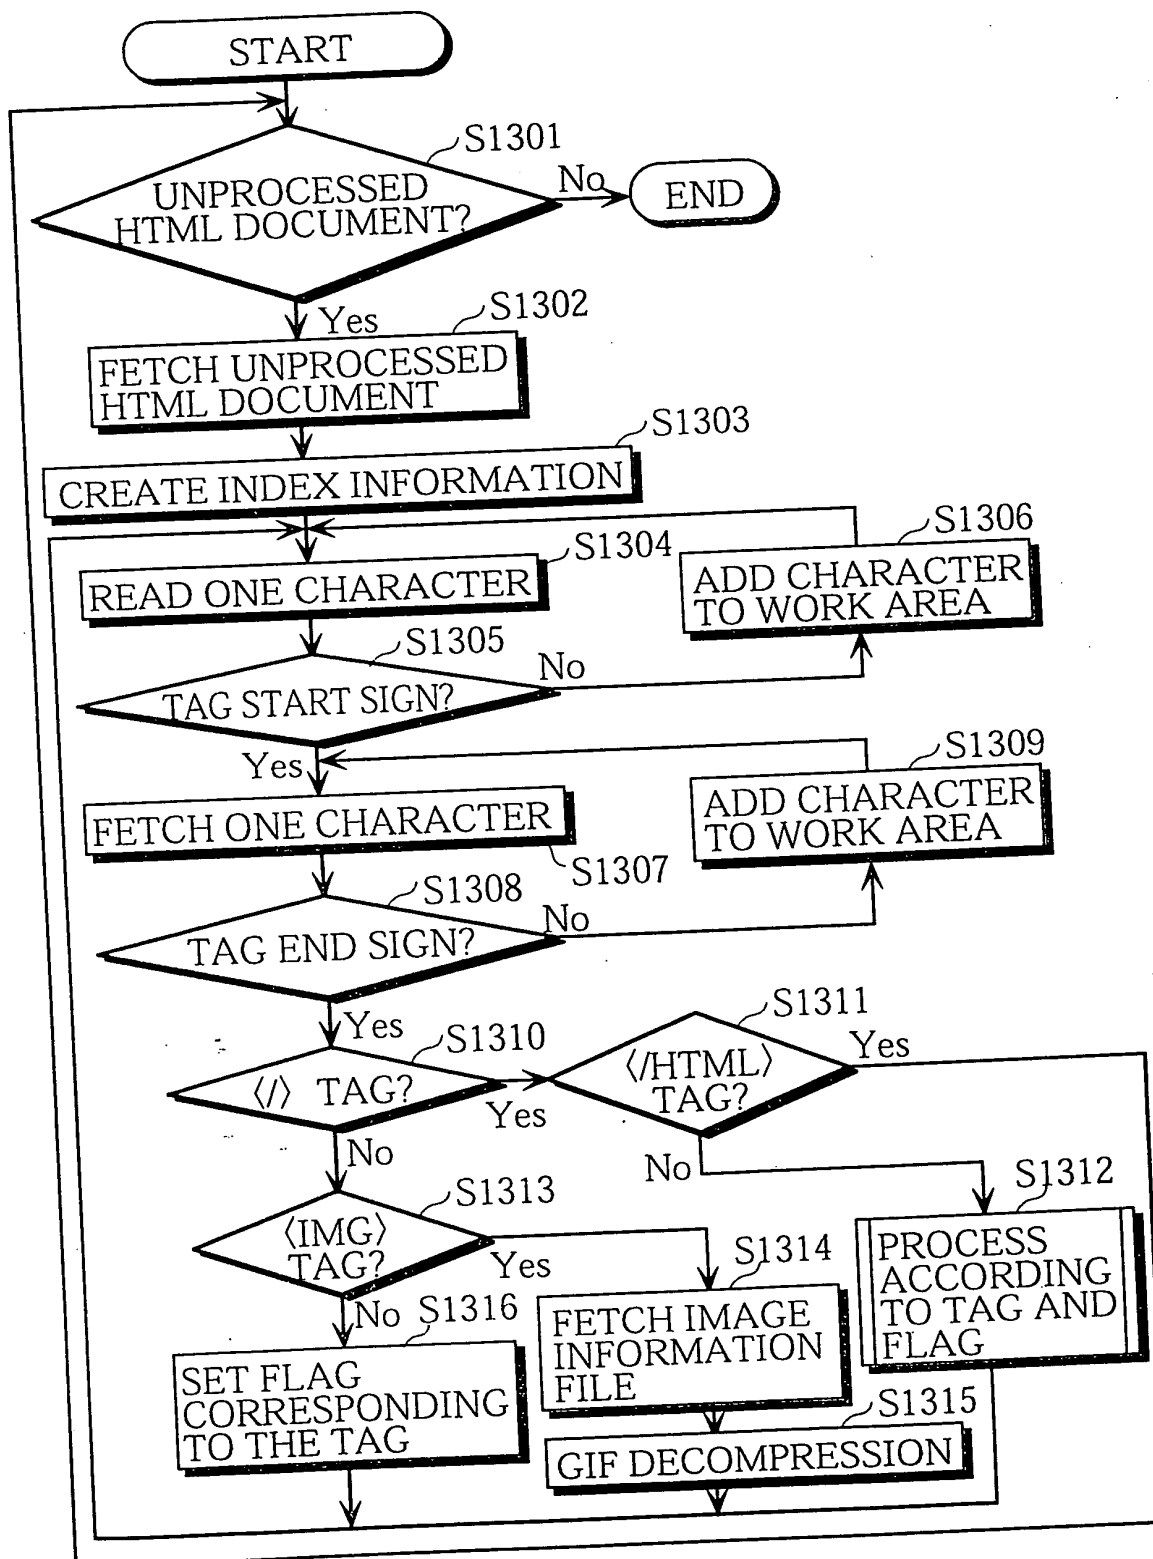 START
S1301
UNPROCESSED
HTML DOCUMENT?
No
END
Yes
S1302
FETCH UNPROCESSED
HTML DOCUMENT
S1303
CREATE INDEX INFORMATION
S1304
READ ONE CHARACTER
S1306
ADD CHARACTER
TO WORK AREA
S1305
TAG START SIGN?
No
Yes
S1309
ADD CHARACTER
TO WORK AREA
FETCH ONE CHARACTER
S1307
S1308
TAG END SIGN?
No
Yes
S1310
⟨/⟩ TAG?
Yes
S1311
⟨/HTML⟩
TAG?
Yes
No
No
S1312
PROCESS
ACCORDING
TO TAG AND
FLAG
S1313
⟨IMG⟩
TAG?
Yes
S1314
FETCH IMAGE
INFORMATION
FILE
No
S1316
SET FLAG
CORRESPONDING
TO THE TAG
S1315
GIF DECOMPRESSION